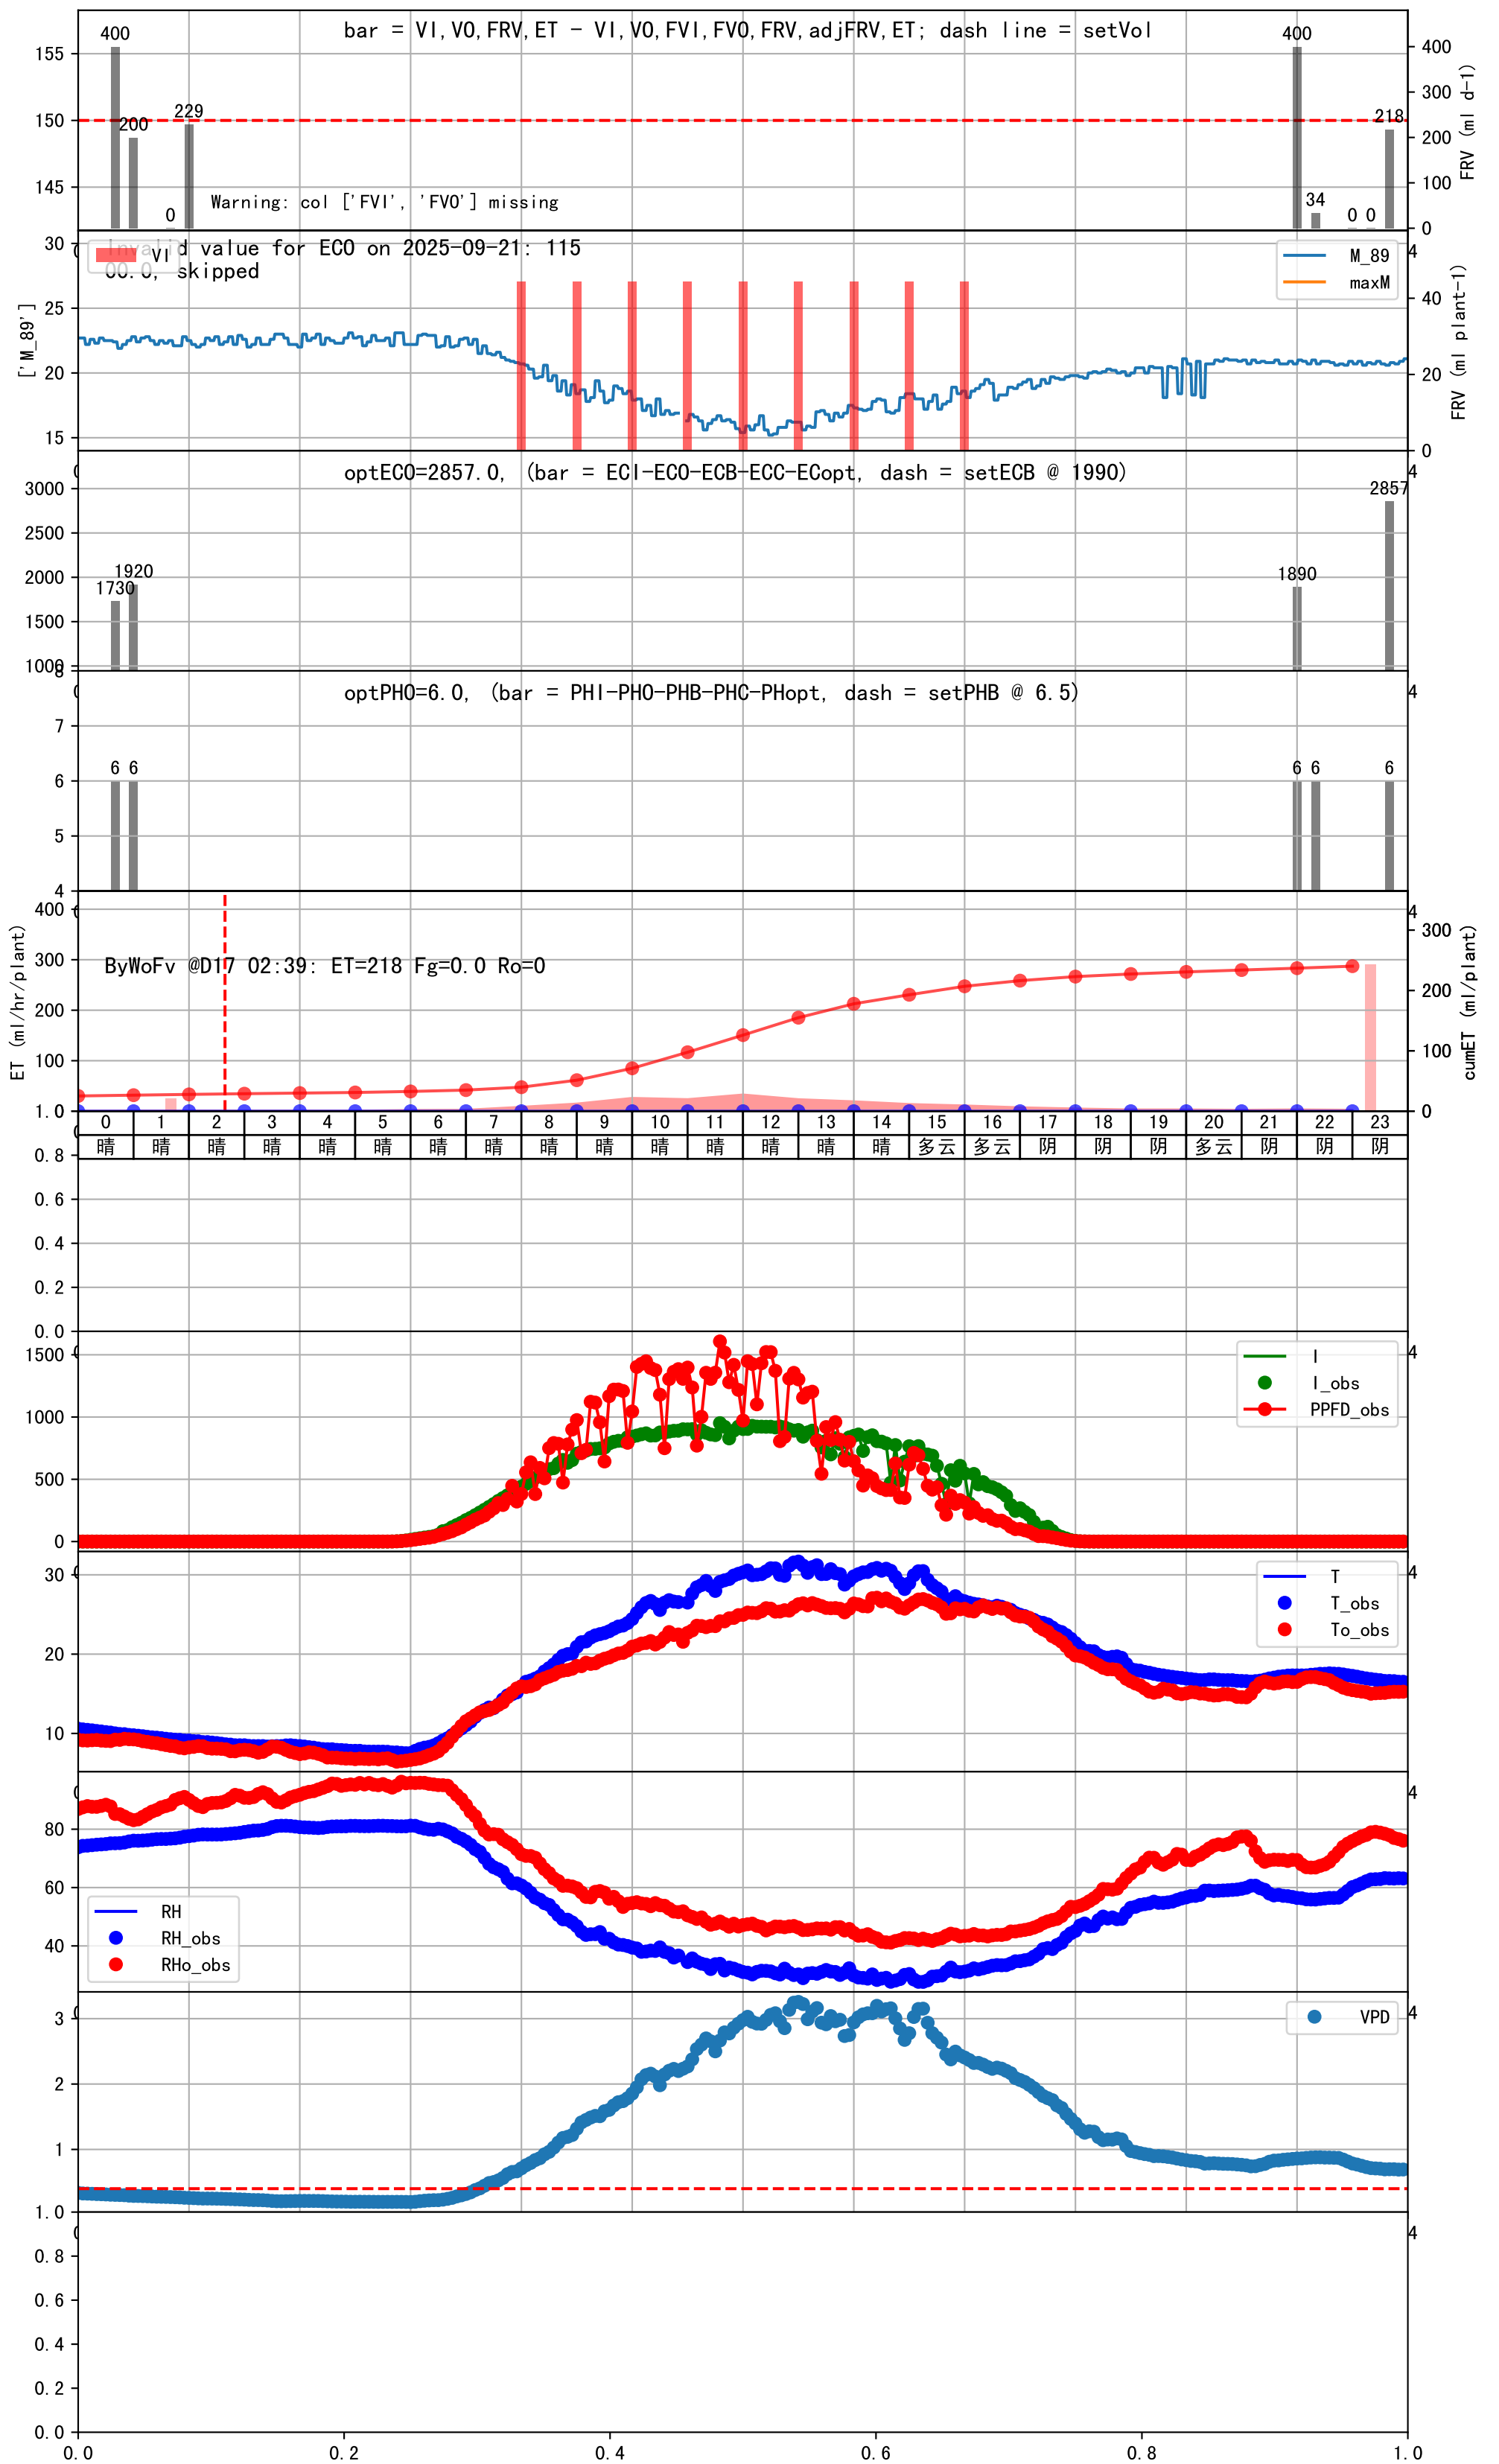 bar = VI,VO,FRV,ET - VI,VO,FVI,FVO,FRV,adjFRV,ET; dash line = setVol
400
200
0
229
400
34
0 0
218
155
150
145
400
300
200
100
0
FRV (ml d-1)
Warning: col ['FVI', 'FVO'] missing
Invalid value for ECO on 2025-09-21: 115
00.0, skipped
VI
M_89
maxM
['M_89']
30
25
20
15
4
40
20
0
FRV (ml plant-1)
optECO=2857.0, (bar = ECI-ECO-ECB-ECC-ECopt, dash = setECB @ 1990)
1730
1920
1890
2857
3000
2500
2000
1500
1000
4
optPHO=6.0, (bar = PHI-PHO-PHB-PHC-PHopt, dash = setPHB @ 6.5)
6 6
6 6
6
8
7
6
5
4
4
ByWoFv @D17 02:39: ET=218 Fg=0.0 Ro=0
ET (ml/hr/plant)
400
300
200
100
4
300
200
100
0
cumET (ml/plant)
0 1 2 3 4 5 6 7 8 9 10 11 12 13 14 15 16 17 18 19 20 21 22 23
晴 晴 晴 晴 晴 晴 晴 晴 晴 晴 晴 晴 晴 晴 晴 多云 多云 阴 阴 阴 多云 阴 阴 阴
1.0
0.8
0.6
0.4
0.2
0.0
I
I_obs
PPFD_obs
1500
1000
500
0
4
T
T_obs
To_obs
30
20
10
4
RH
RH_obs
RHo_obs
80
60
40
4
VPD
3
2
1
4
1.0
0.8
0.6
0.4
0.2
0.0
4
0.0 0.2 0.4 0.6 0.8 1.0